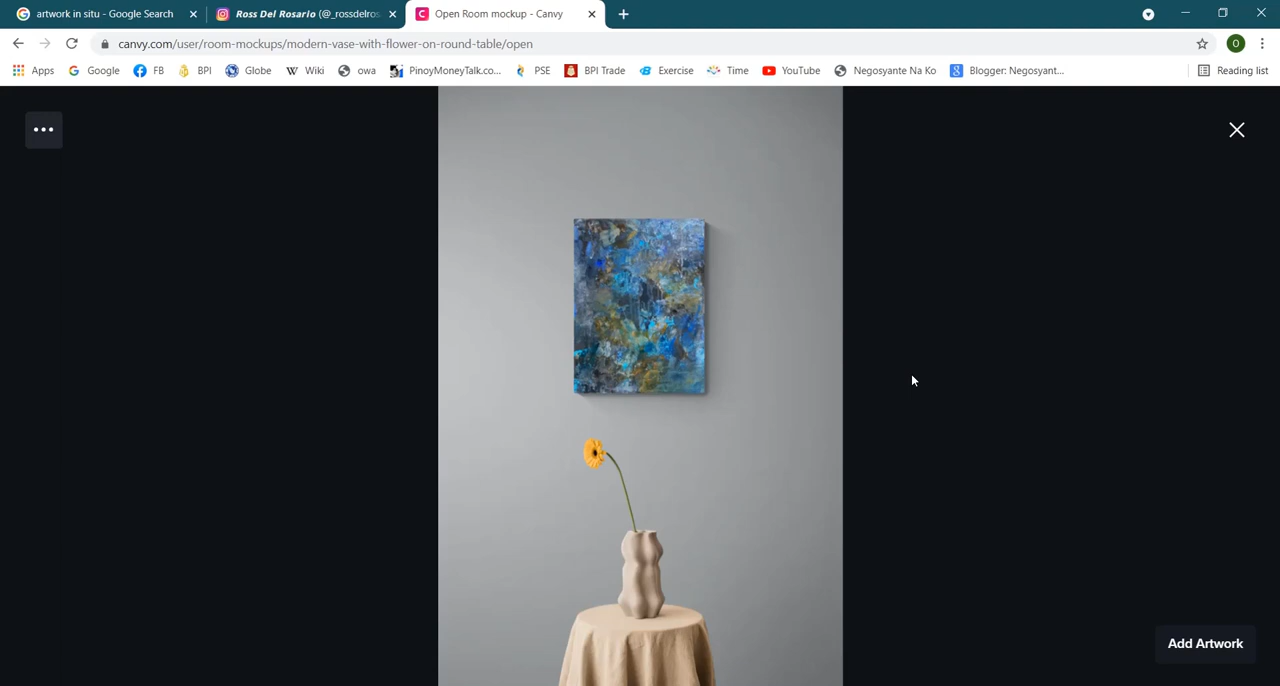 artwork in situ - Google Search
Ross Del Rosario (@_rossdelros
Open Room mockup - Canvy
canvy.com/user/room-mockups/modern-vase-with-flower-on-round-table/open
O
Apps
Google
FB
BPI
Globe
Wiki
owa
PinoyMoneyTalk.co...
PSE
BPI Trade
Exercise
Time
YouTube
Negosyante Na Ko
Blogger: Negosyant...
Reading list
Add Artwork